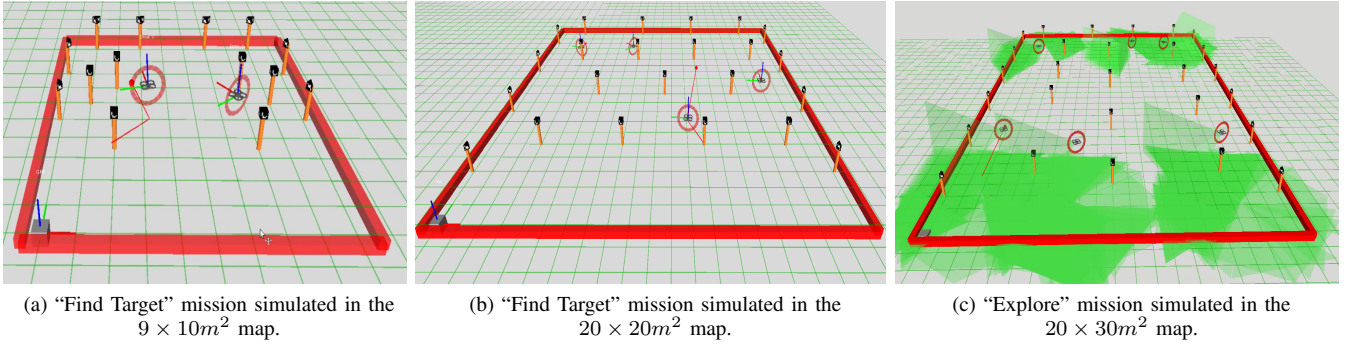 (a) “Find Target” mission simulated in the
9 × 10m² map.
(b) “Find Target” mission simulated in the
20 × 20m² map.
(c) “Explore” mission simulated in the
20 × 30m² map.